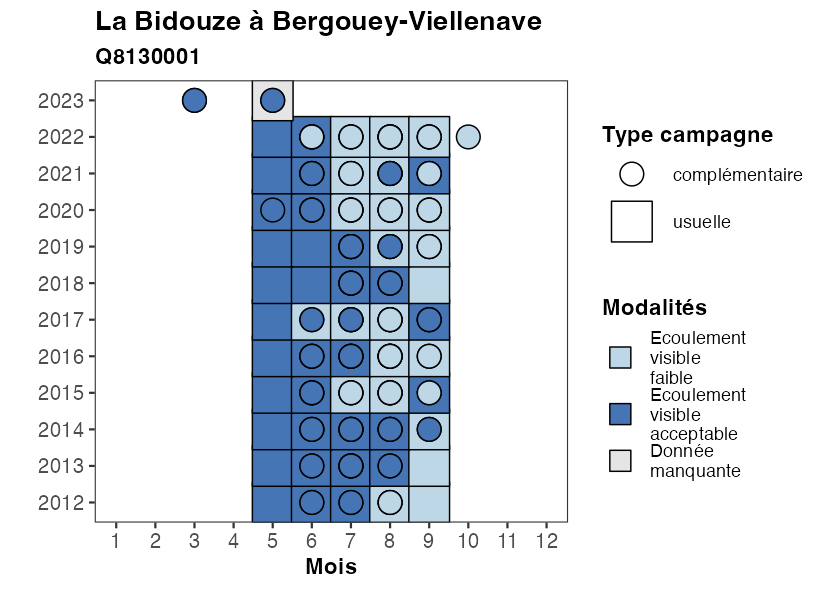 La Bidouze à Bergouey-Viellenave
Q8130001
2023
2022
2021
2020
2019
2018
2017
2016
2015
2014
2013
2012
1 2 3 4 5 6 7 8 9 10 11 12
Mois
Type campagne
complémentaire
usuelle
Modalités
Ecoulement
visible
faible
Ecoulement
visible
acceptable
Donnée
manquante